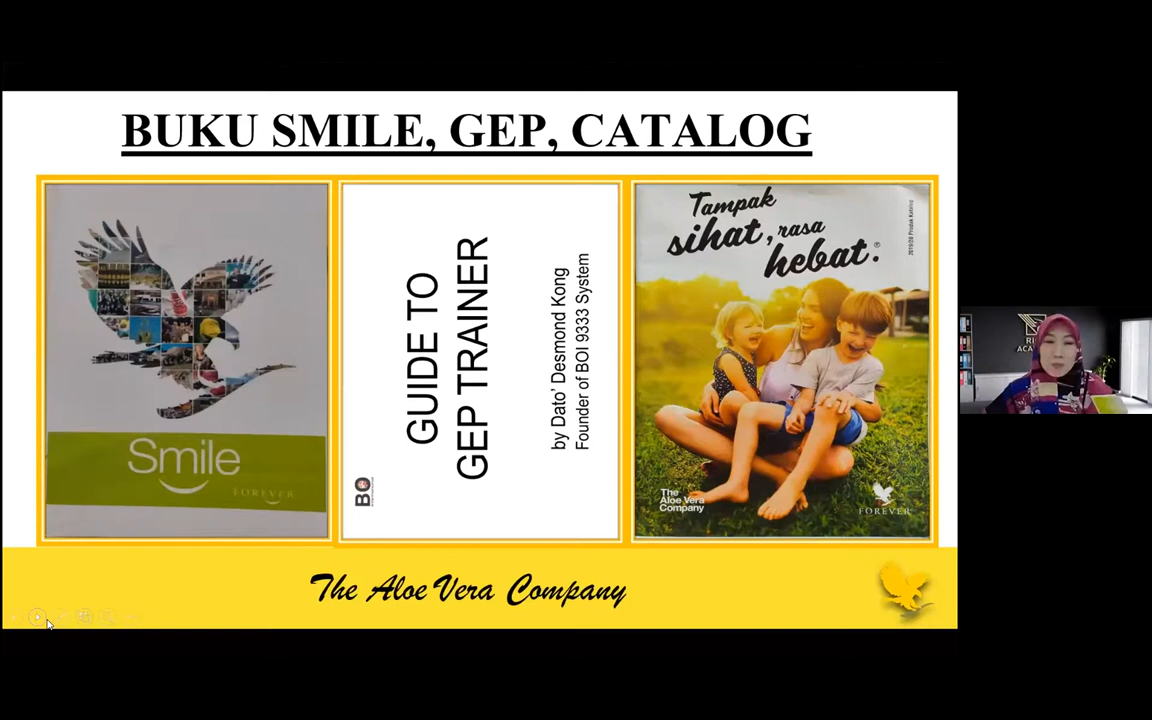 BUKU SMILE, GEP, CATALOG
Smile
FOREVER
BO
GUIDE TO
GEP TRAINER
by Dato' Desmond Kong
Founder of BOI 9333 System
Tampak
sihat, rasa
hebat.®
The
Aloe Vera
Company
FOREVER
The Aloe Vera Company